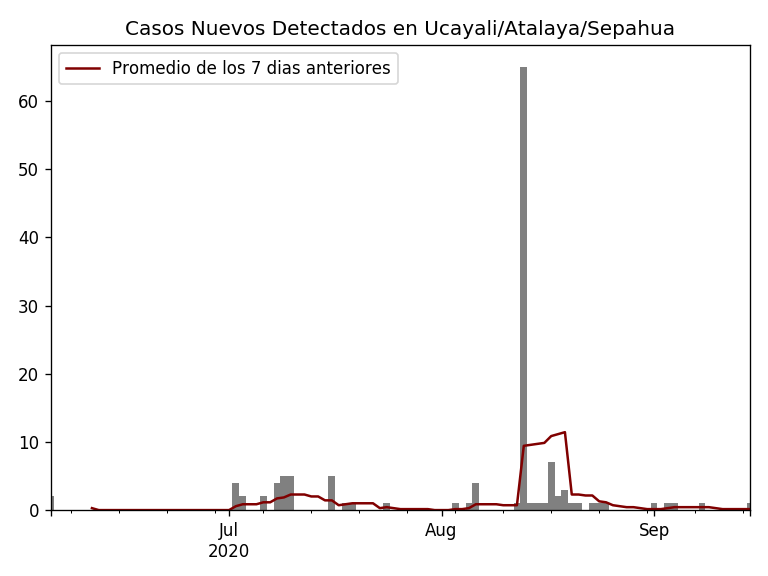 Casos Nuevos Detectados en Ucayali/Atalaya/Sepahua
Promedio de los 7 dias anteriores
60
50
40
30
20
10
0
Jul Aug Sep
2020